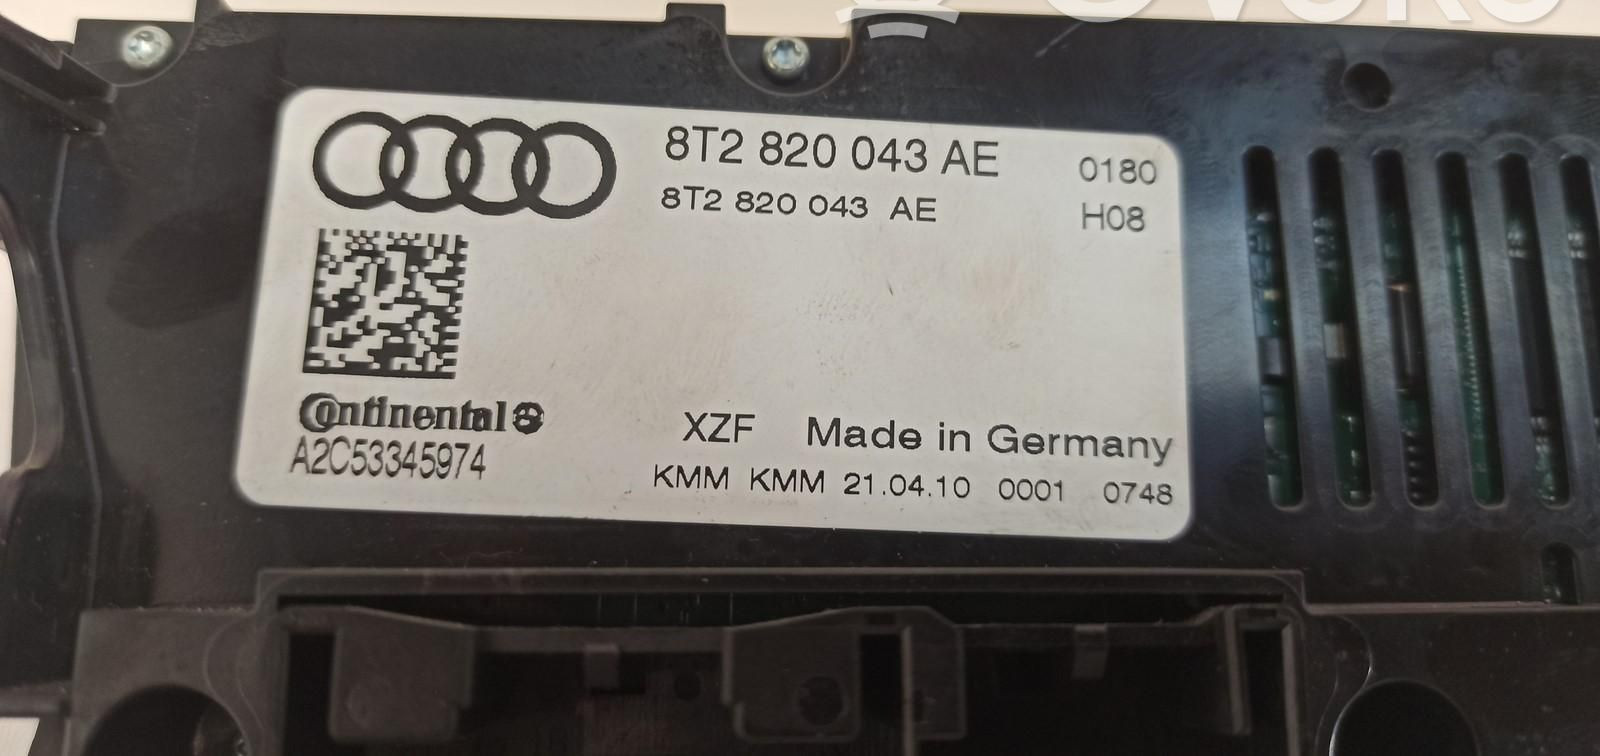 8T2 820 043 AE 0180
8T2 820 043 AE H08
Continental
A2C53345974
XZF Made in Germany
KMM KMM 21.04.10 0001 0748